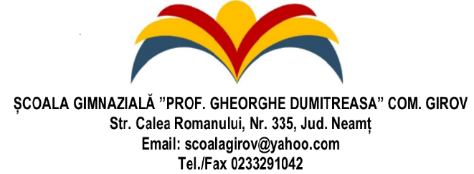 ȘCOALA GIMNAZIALĂ ”PROF. GHEORGHE DUMITREASA” COM. GIROV
Str. Calea Romanului, Nr. 335, Jud. Neamț
Email: scoalagirov@yahoo.com
Tel./Fax 0233291042